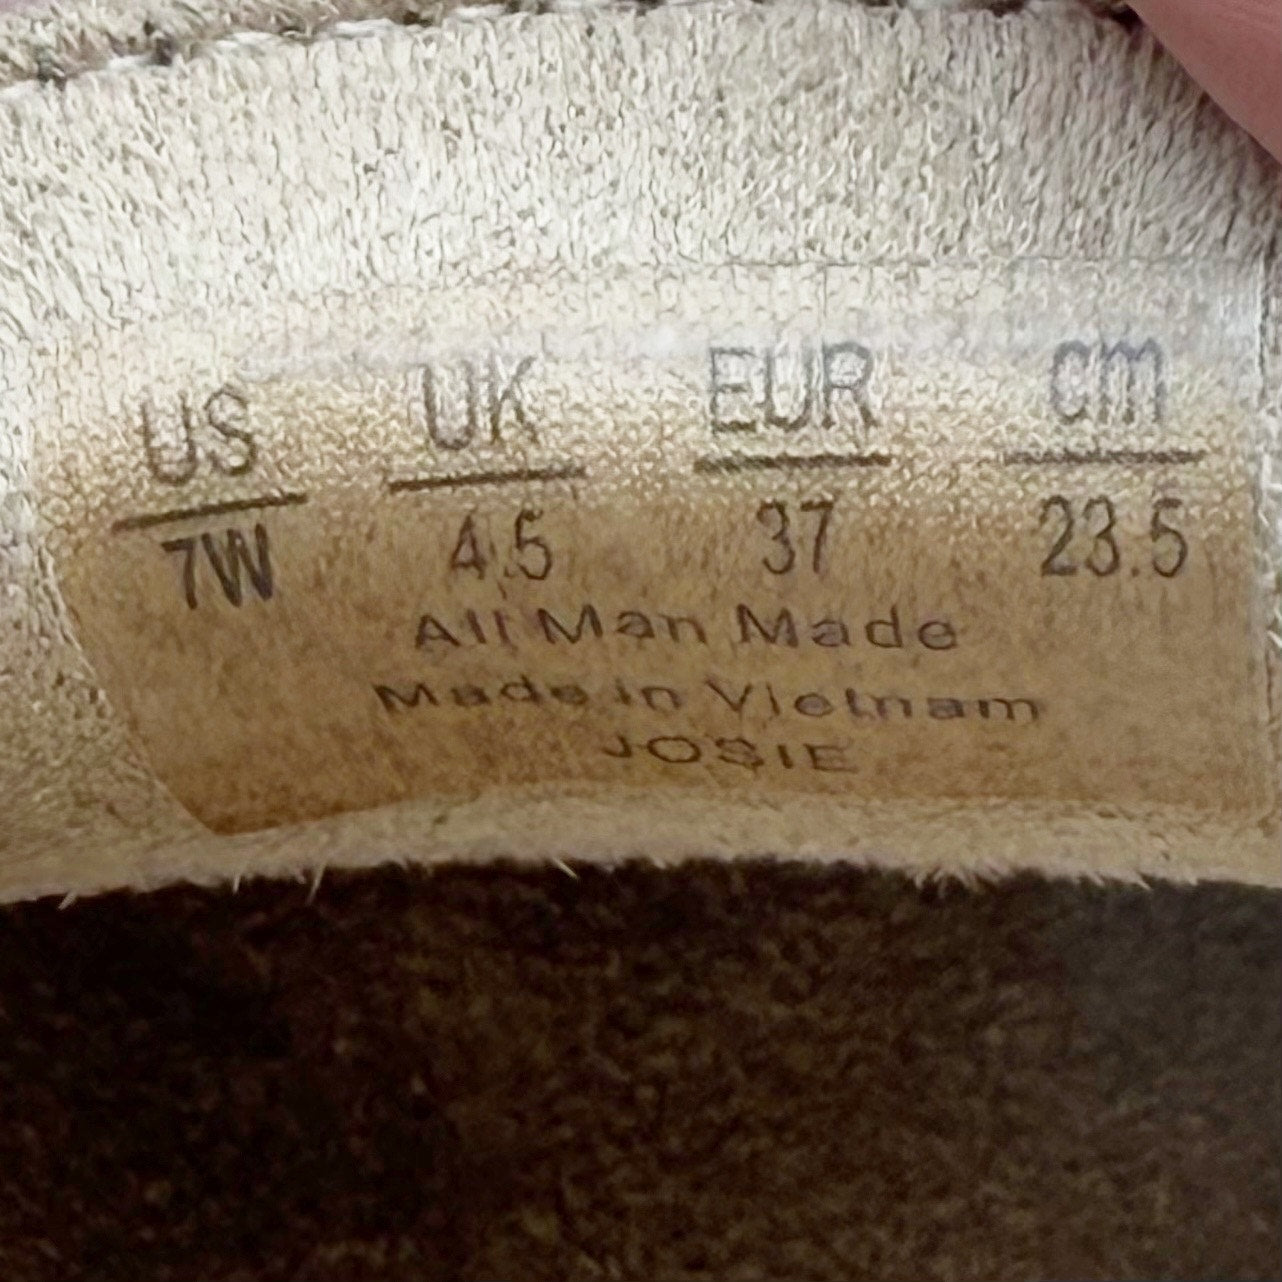 US UK EUR cm
7W 4.5 37 23.5
All Man Made
Made in Vietnam
JOSIE